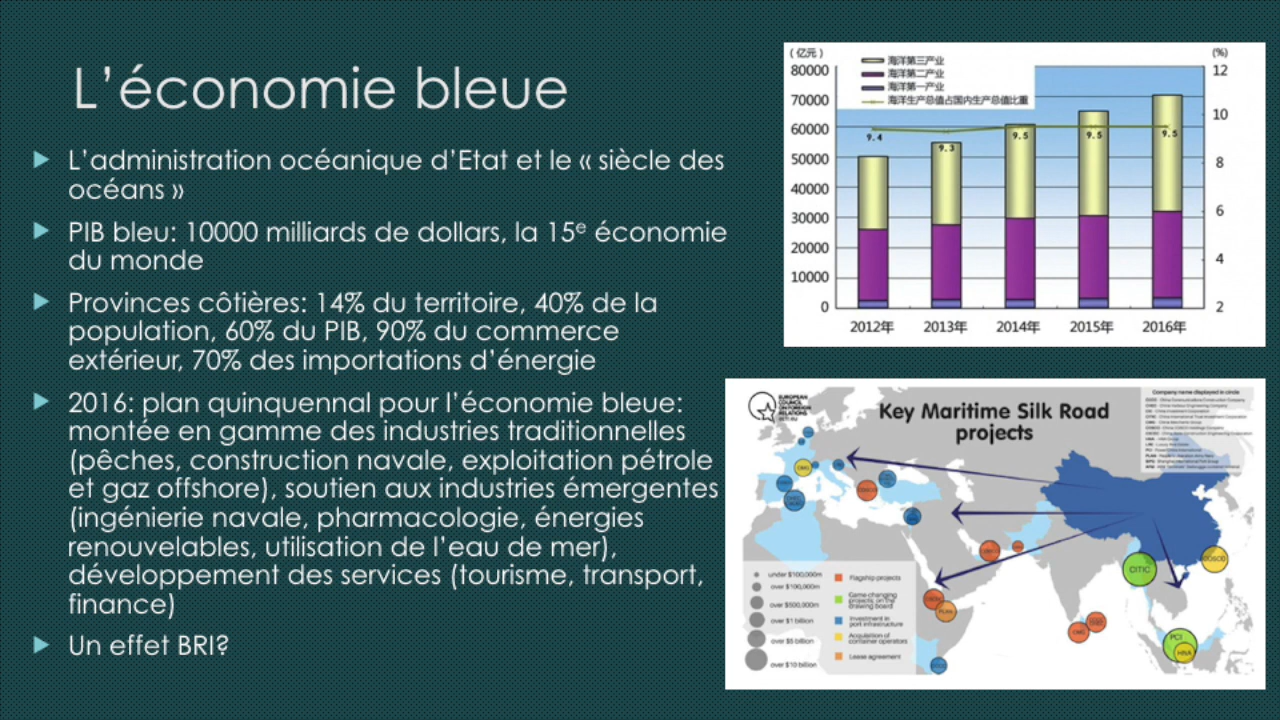 L’économie bleue
L’administration océanique d’Etat et le « siècle des
océans »
PIB bleu: 10000 milliards de dollars, la 15e économie
du monde
Provinces côtières: 14% du territoire, 40% de la
population, 60% du PIB, 90% du commerce
extérieur, 70% des importations d’énergie
2016: plan quinquennal pour l’économie bleue:
montée en gamme des industries traditionnelles
(pêches, construction navale, exploitation pétrole
et gaz offshore), soutien aux industries émergentes
(ingénierie navale, pharmacologie, énergies
renouvelables, utilisation de l’eau de mer),
développement des services (tourisme, transport,
finance)
Un effet BRI?
(亿元)
(%)
海洋第三产业
海洋第二产业
海洋第一产业
海洋生产总值占国内生产总值比重
80000
70000
60000
50000
40000
30000
20000
10000
0
12
10
8
6
4
2
9.4
9.3
9.5
9.5
9.5
2012年 2013年 2014年 2015年 2016年
EUROPEAN
COUNCIL
ON FOREIGN
RELATIONS
Key Maritime Silk Road
projects
Company name displayed in circle
CITIC
COSCO
PCI
HNA
under $100,000m
over $100,000m
over $500,000m
over $1 billion
over $5 billion
over $10 billion
Flagship projects
Game changing
projects, on the
drawing board
Investment in
port infrastructure
Acquisition of
container operators
Lease agreement